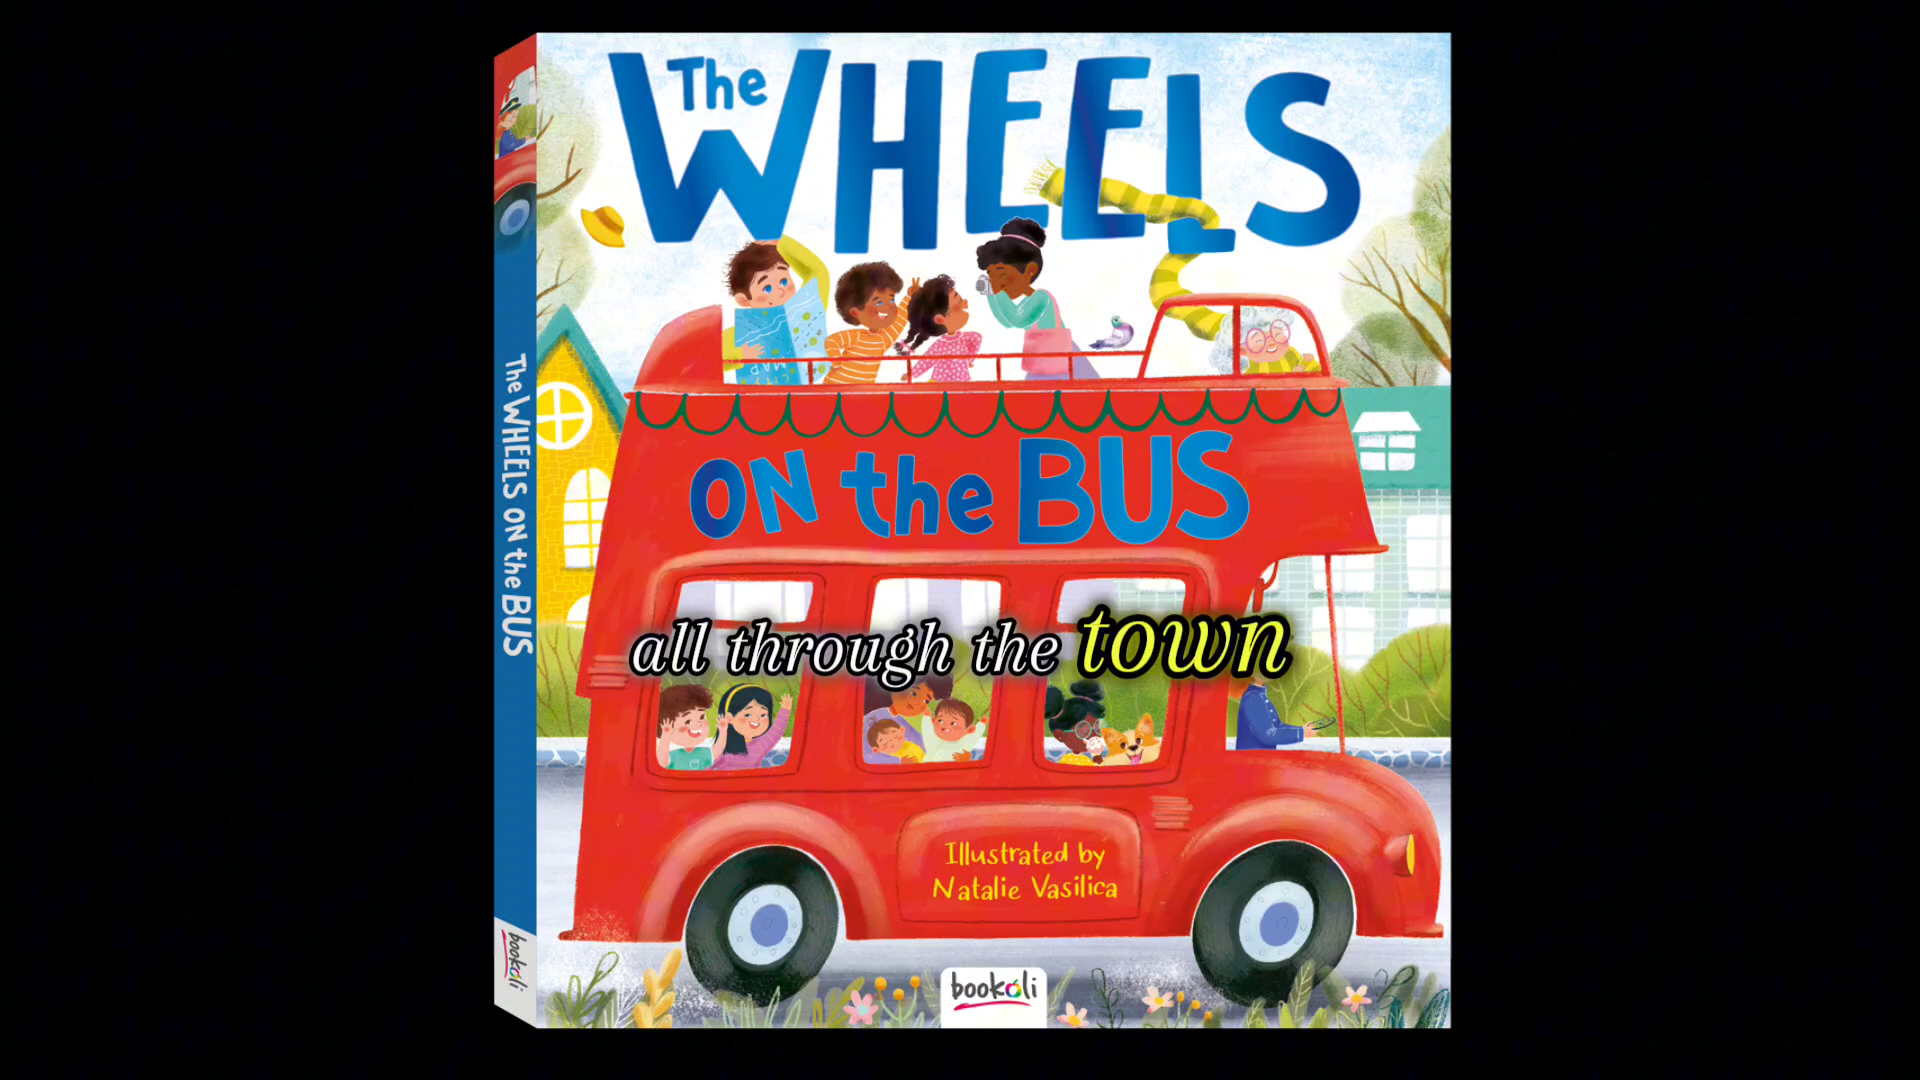 The
WHEELS
ON the BUS
all through the town
Illustrated by
Natalie Vasilica
bookoli
The WHEELS ON the BUS
bookoli